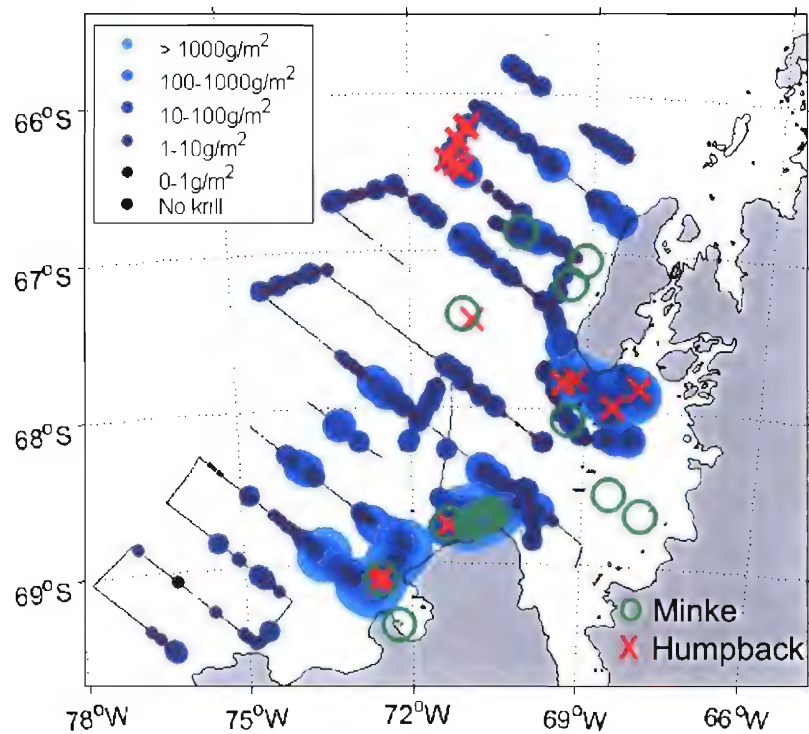 > 1000g/m²
100-1000g/m²
10-100g/m²
1-10g/m²
0-1g/m²
No krill
66°S
67°S
68°S
69°S
Minke
Humpback
78°W
75°W
72°W
69°W
66°W